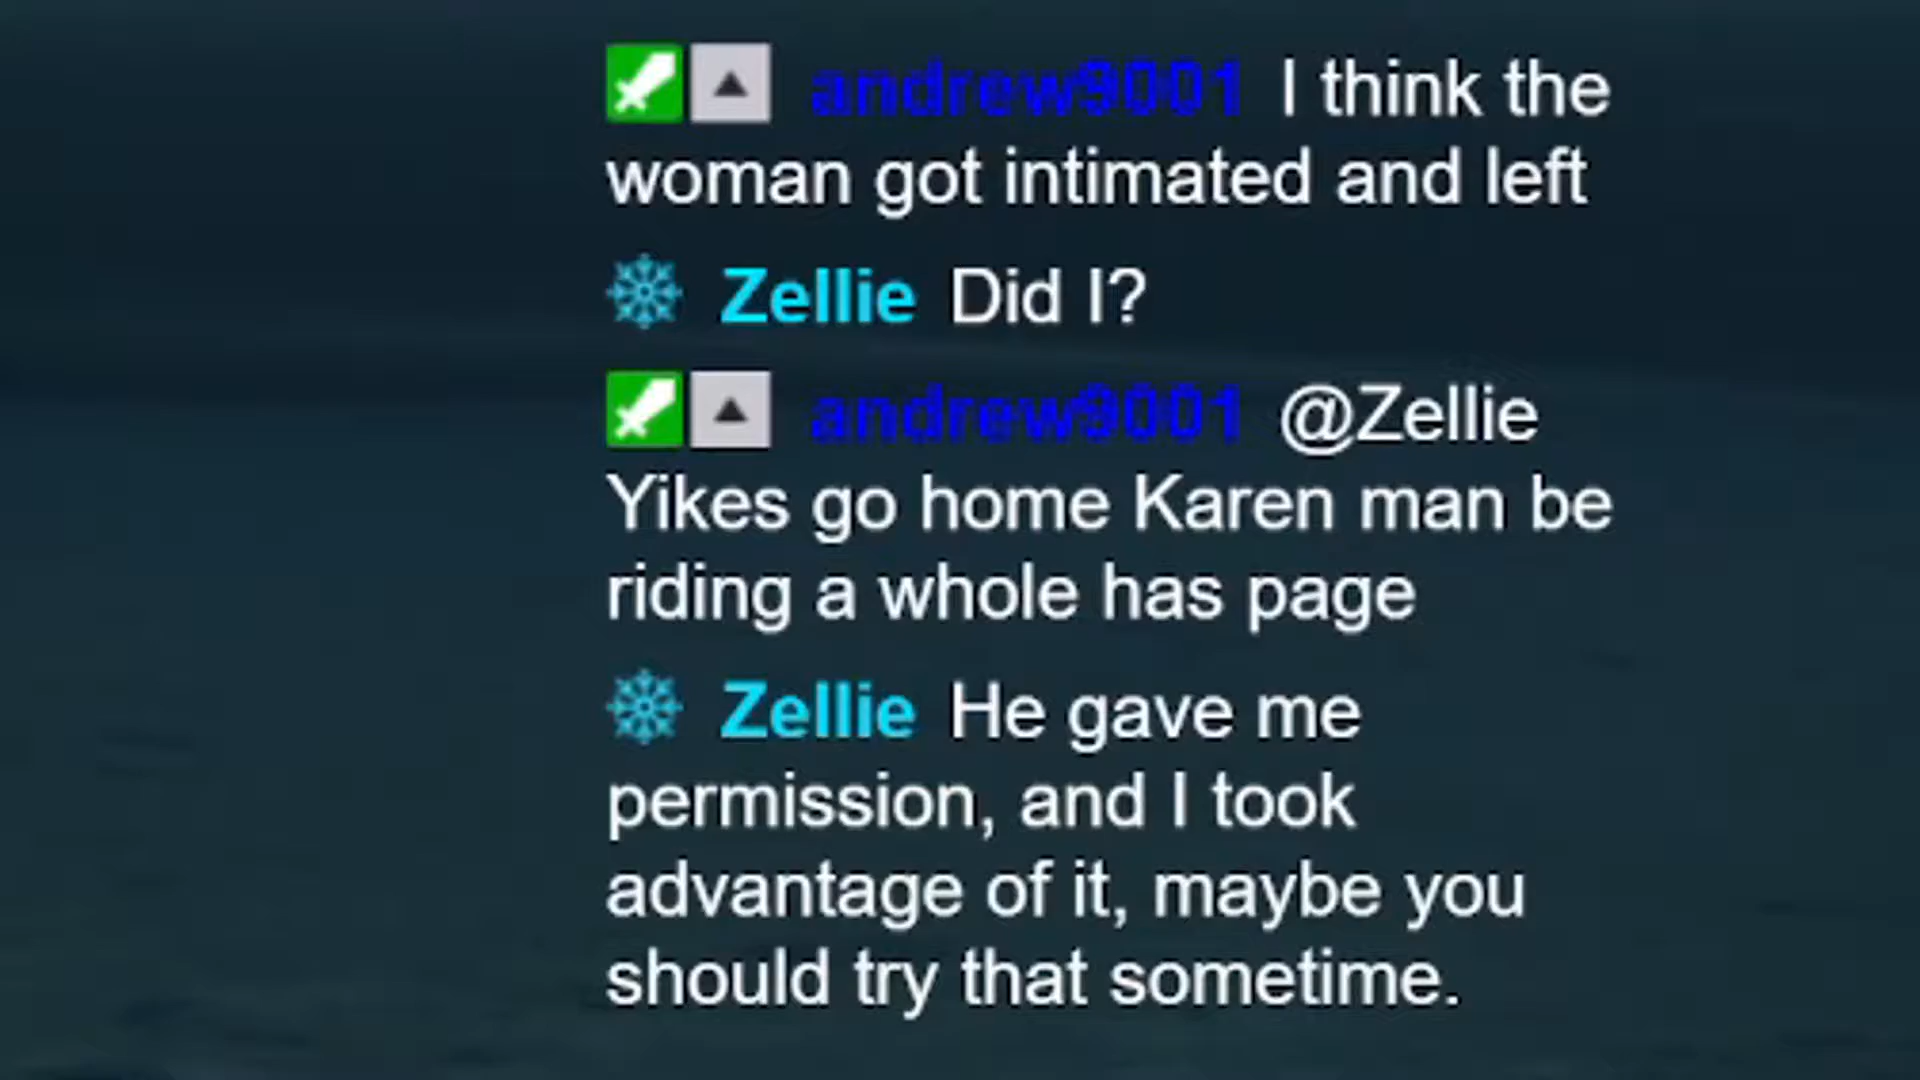 andrew9001 I think the
woman got intimated and left
Zellie Did I?
andrew9001 @Zellie
Yikes go home Karen man be
riding a whole has page
Zellie He gave me
permission, and I took
advantage of it, maybe you
should try that sometime.